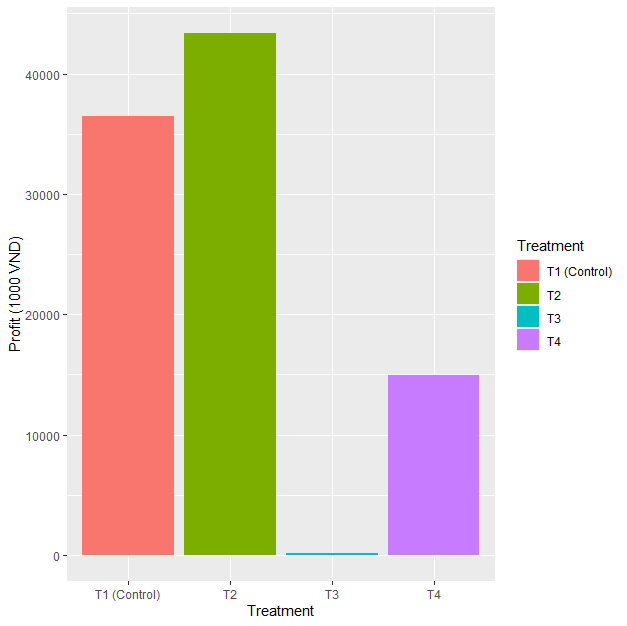 Profit (1000 VND)
40000
30000
20000
10000
0
T1 (Control)
T2
T3
T4
Treatment
Treatment
T1 (Control)
T2
T3
T4